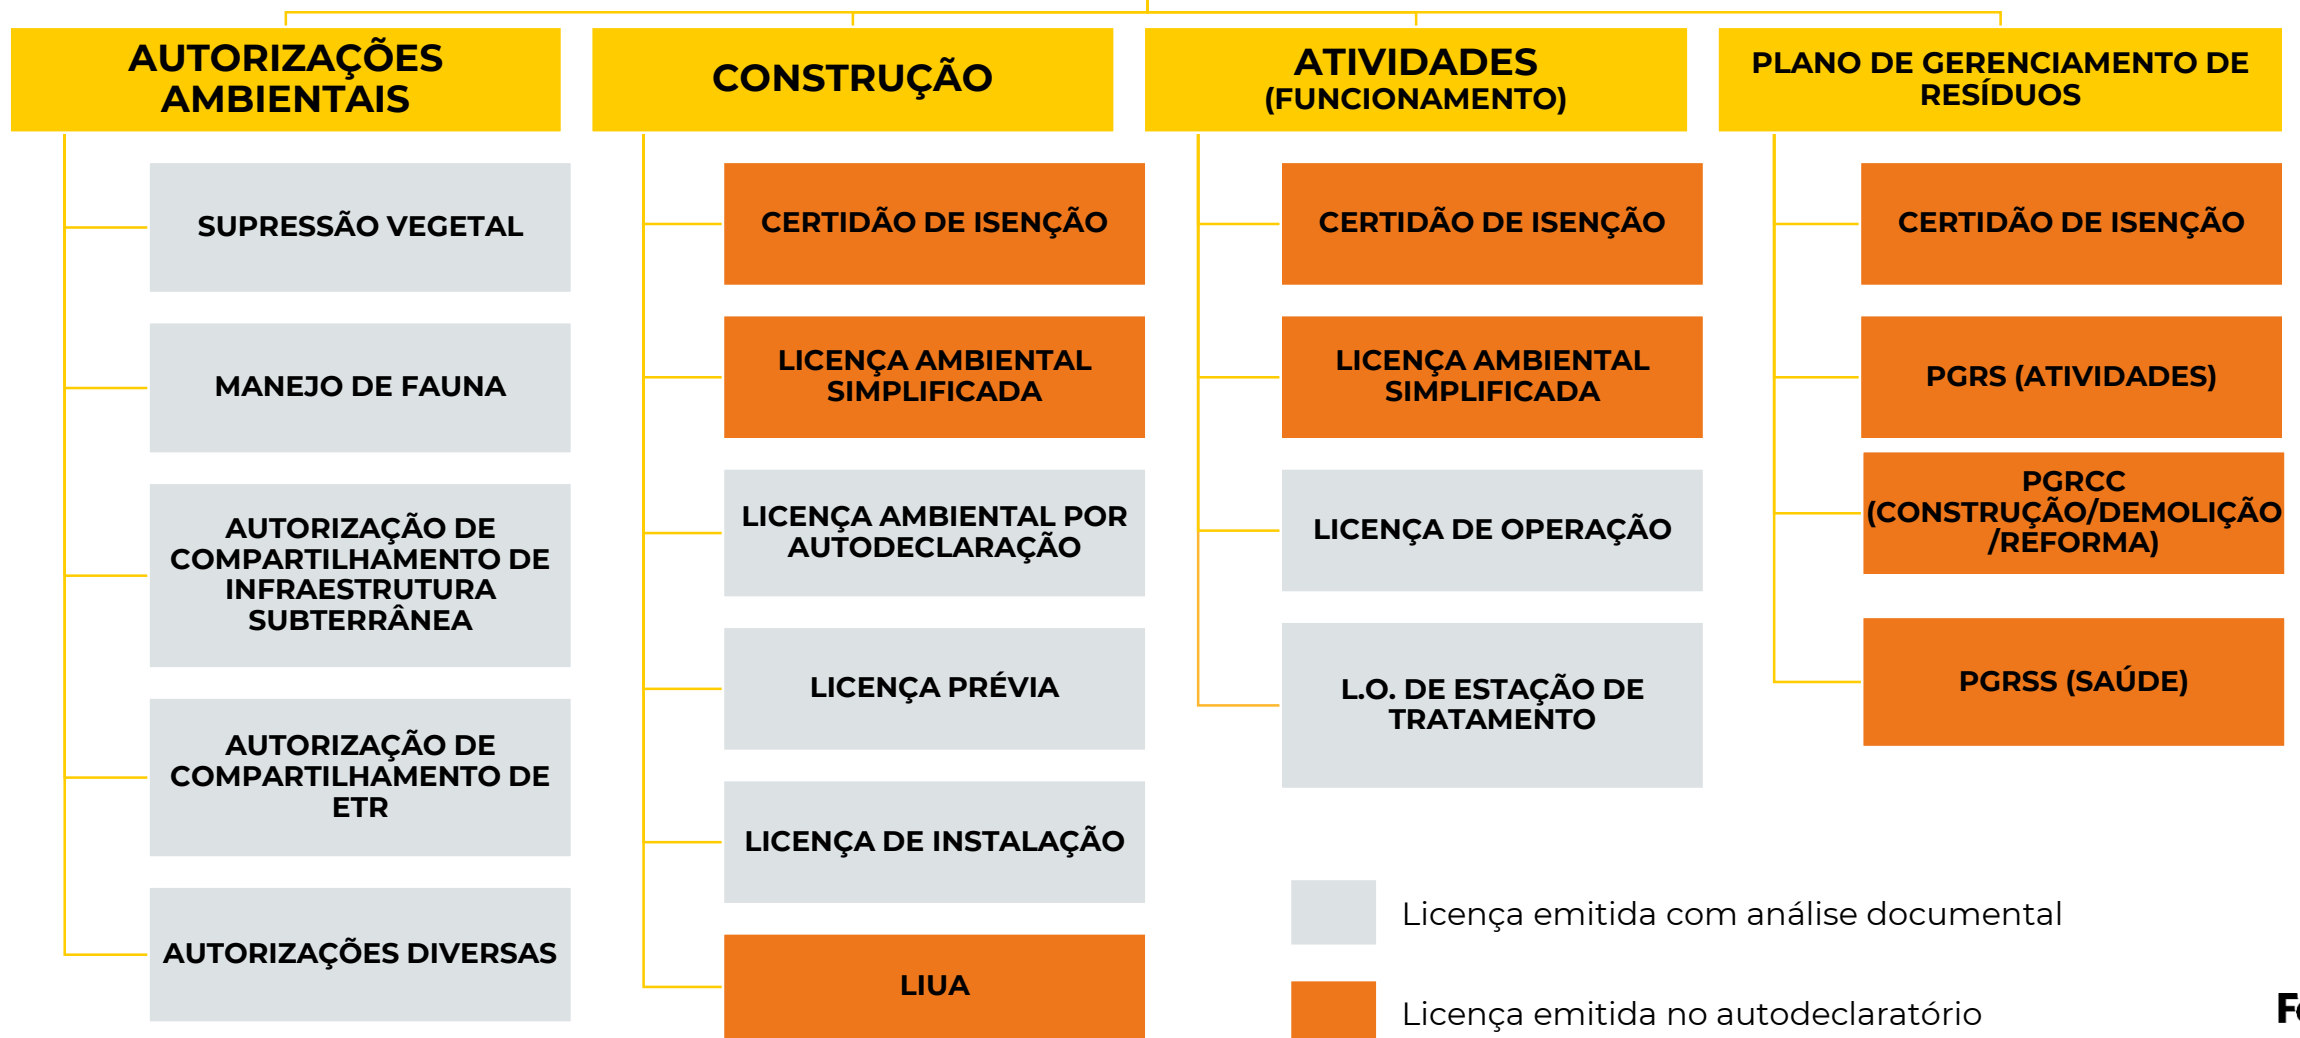 AUTORIZAÇÕES
AMBIENTAIS
SUPRESSÃO VEGETAL
MANEJO DE FAUNA
AUTORIZAÇÃO DE
COMPARTILHAMENTO DE
INFRAESTRUTURA
SUBTERRÂNEA
AUTORIZAÇÃO DE
COMPARTILHAMENTO DE
ETR
AUTORIZAÇÕES DIVERSAS
CONSTRUÇÃO
CERTIDÃO DE ISENÇÃO
LICENÇA AMBIENTAL
SIMPLIFICADA
LICENÇA AMBIENTAL POR
AUTODECLARAÇÃO
LICENÇA PRÉVIA
LICENÇA DE INSTALAÇÃO
LIUA
ATIVIDADES
(FUNCIONAMENTO)
CERTIDÃO DE ISENÇÃO
LICENÇA AMBIENTAL
SIMPLIFICADA
LICENÇA DE OPERAÇÃO
L.O. DE ESTAÇÃO DE
TRATAMENTO
PLANO DE GERENCIAMENTO DE
RESÍDUOS
CERTIDÃO DE ISENÇÃO
PGRS (ATIVIDADES)
PGRCC
(CONSTRUÇÃO/DEMOLIÇÃO
/REFORMA)
PGRSS (SAÚDE)
Licença emitida com análise documental
Licença emitida no autodeclaratório